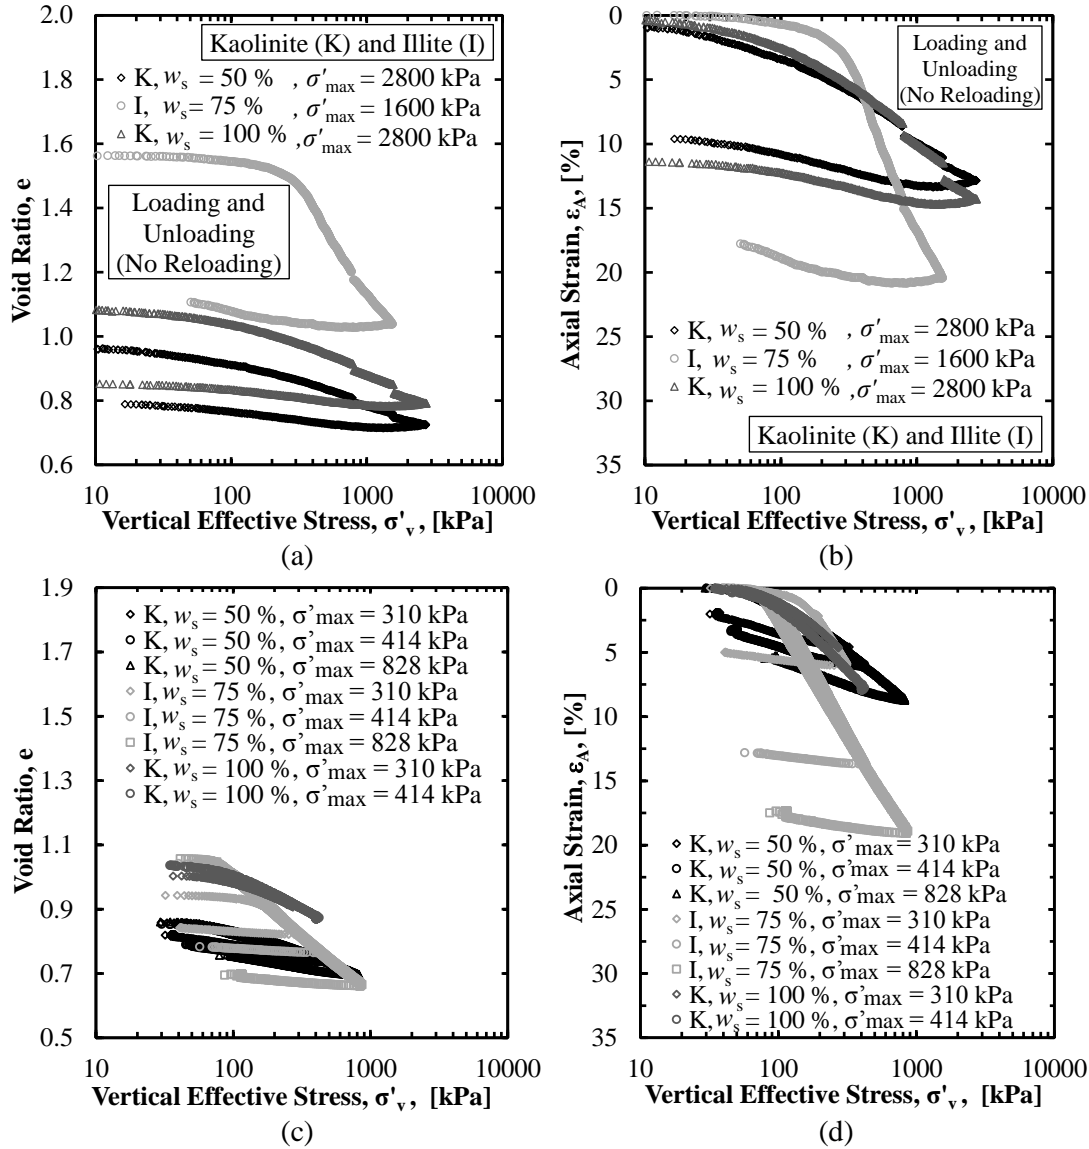 2.0
1.8
1.6
1.4
1.2
1.0
0.8
0.6
Void Ratio, e
Kaolinite (K) and Illite (I)
K, wₛ = 50 % , σ'max = 2800 kPa
I, wₛ = 75 % σ'max = 1600 kPa
K, wₛ = 100 % ,σ'max = 2800 kPa
Loading and
Unloading
(No Reloading)
10 100 1000 10000
Vertical Effective Stress, σ'v, [kPa]
(a)
0
5
10
15
20
25
30
35
Axial Strain, εA, [%]
Loading and
Unloading
(No Reloading)
K, wₛ = 50 % , σ'max = 2800 kPa
I, wₛ = 75 % , σ'max = 1600 kPa
K, wₛ = 100 % ,σ'max = 2800 kPa
Kaolinite (K) and Illite (I)
10 100 1000 10000
Vertical Effective Stress, σ'v, [kPa]
(b)
1.9
1.7
1.5
1.3
1.1
0.9
0.7
0.5
Void Ratio, e
K, wₛ = 50 %, σ’max = 310 kPa
K, wₛ = 50 %, σ’max = 414 kPa
K, wₛ = 50 %, σ’max = 828 kPa
I, wₛ = 75 %, σ’max = 310 kPa
I, wₛ = 75 %, σ’max = 414 kPa
I, wₛ = 75 %, σ’max = 828 kPa
K, wₛ = 100 %, σ’max = 310 kPa
K, wₛ = 100 %, σ’max = 414 kPa
10 100 1000 10000
Vertical Effective Stress, σ'v, [kPa]
(c)
0
5
10
15
20
25
30
35
Axial Strain, εA, [%]
K, wₛ = 50 %, σ'max = 310 kPa
K, wₛ = 50 %, σ'max = 414 kPa
K, wₛ = 50 %, σ'max = 828 kPa
I, wₛ = 75 %, σ'max = 310 kPa
I, wₛ = 75 %, σ'max = 414 kPa
I, wₛ = 75 %, σ'max = 828 kPa
K, wₛ = 100 %, σ'max = 310 kPa
K, wₛ = 100 %, σ'max = 414 kPa
10 100 1000 10000
Vertical Effective Stress, σ'v, [kPa]
(d)